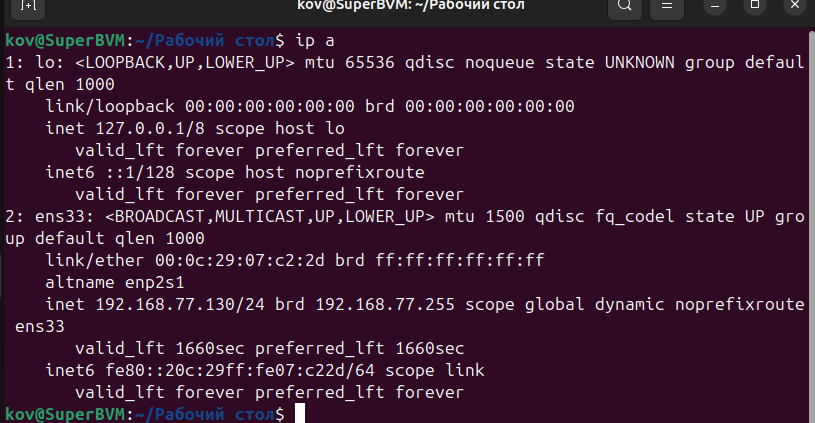 kov@SuperBVM: ~/Рабочий стол
kov@SuperBVM:~/Рабочий стол$ ip a
1: lo: <LOOPBACK,UP,LOWER_UP> mtu 65536 qdisc noqueue state UNKNOWN group defaul
t qlen 1000
    link/loopback 00:00:00:00:00:00 brd 00:00:00:00:00:00
    inet 127.0.0.1/8 scope host lo
       valid_lft forever preferred_lft forever
    inet6 ::1/128 scope host noprefixroute
       valid_lft forever preferred_lft forever
2: ens33: <BROADCAST,MULTICAST,UP,LOWER_UP> mtu 1500 qdisc fq_codel state UP gro
up default qlen 1000
    link/ether 00:0c:29:07:c2:2d brd ff:ff:ff:ff:ff:ff
    altname enp2s1
    inet 192.168.77.130/24 brd 192.168.77.255 scope global dynamic noprefixroute
 ens33
       valid_lft 1660sec preferred_lft 1660sec
    inet6 fe80::20c:29ff:fe07:c22d/64 scope link
       valid_lft forever preferred_lft forever
kov@SuperBVM:~/Рабочий стол$